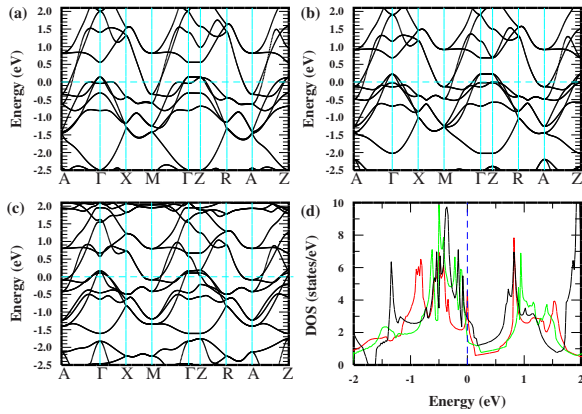 (a)
Energy (eV)
2.0
1.5
1.0
0.5
0.0
-0.5
-1.0
-1.5
-2.0
-2.5
A Γ X M Γ Z R A Z
(b)
Energy (eV)
2.0
1.5
1.0
0.5
0.0
-0.5
-1.0
-1.5
-2.0
-2.5
A Γ X M Γ Z R A Z
(c)
Energy (eV)
2.0
1.5
1.0
0.5
0.0
-0.5
-1.0
-1.5
-2.0
-2.5
A Γ X M Γ Z R A Z
(d)
DOS (states/eV)
10
8
6
4
2
0
-2 -1 0 1 2
Energy (eV)